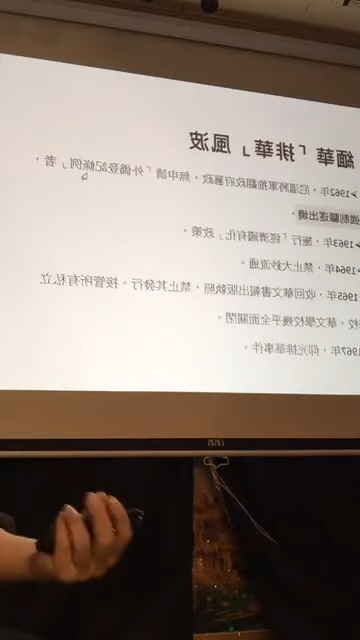 緬華「排華」風波
➤1962年，尼溫將軍推翻政府篡政。無申請「外僑登記條例」者，
強制驅逐出境。
➤1963年，施行「經濟國有化」政策。
➤1964年，禁大鈔流通。
1965年，收回華文書報出版執照，禁止其發行。接管所有私立
校，華文學校幾乎全面關閉。
1967年，仰光排華事件。